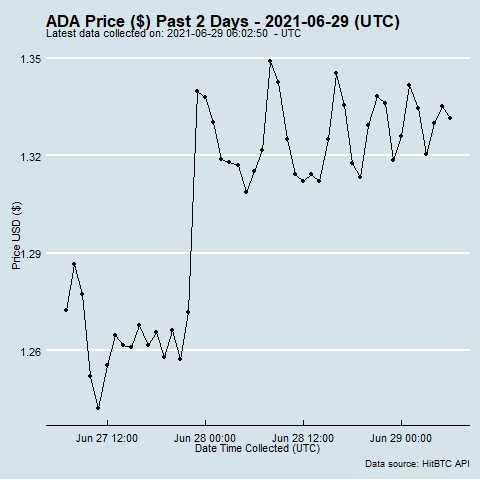 ADA Price ($) Past 2 Days - 2021-06-29 (UTC)
Latest data collected on: 2021-06-29 06:02:50  - UTC
1.35
1.32
1.29
1.26
Price USD ($)
Jun 27 12:00
Jun 28 00:00
Jun 28 12:00
Jun 29 00:00
Date Time Collected (UTC)
Data source: HitBTC API